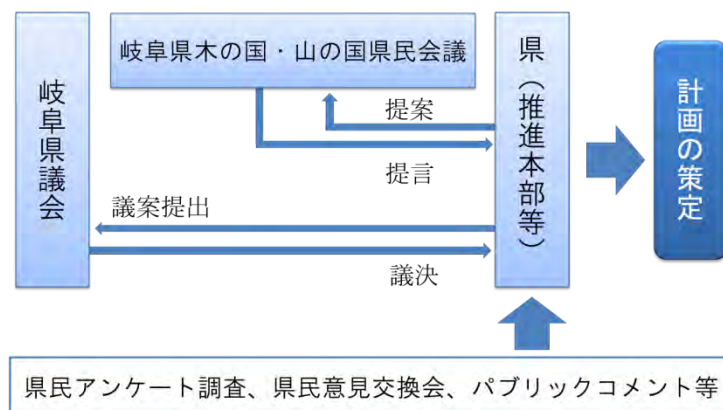 岐阜県木の国・山の国県民会議
岐阜県議会
県（推進本部等）
計画の策定
提案
提言
議案提出
議決
県民アンケート調査、県民意見交換会、パブリックコメント等